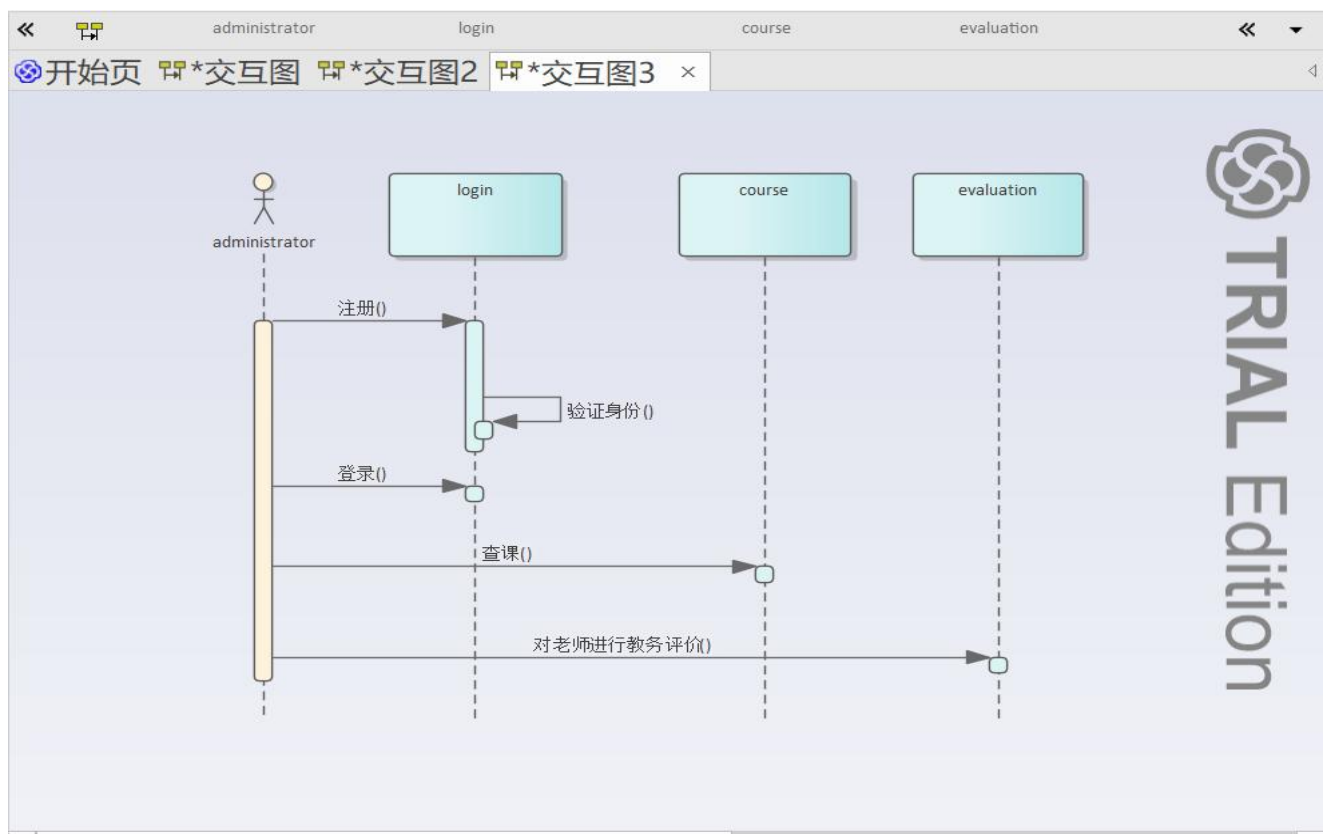 administrator login course evaluation
开始页 *交互图 *交互图2 *交互图3 ×
login
course
evaluation
administrator
注册()
验证身份()
登录()
查课()
对老师进行教务评价()
TRIAL Edition